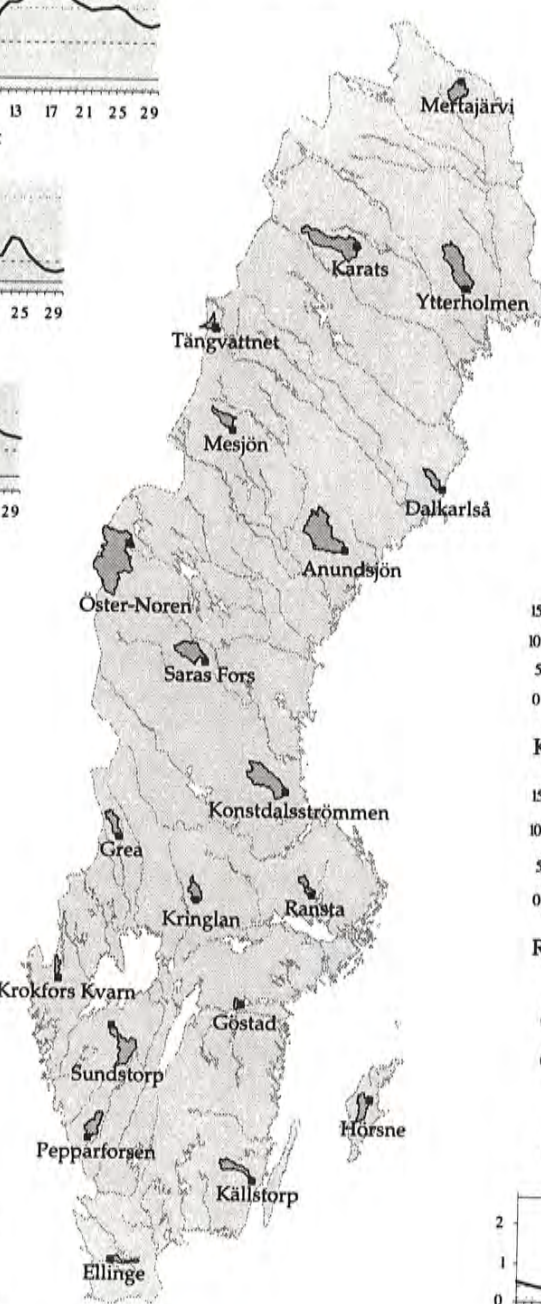 13 17 21 25 29
25 29
29
Mertajärvi
Karats
Ytterholmen
Tängvattnet
Mesjön
Dalkarlså
Anundsjön
Öster-Noren
Saras Fors
Konstdalsströmmen
Grea
Kringlan
Ransta
Krokfors Kvarn
Göstad
Sundstorp
Hörsne
Pepparforsen
Källstorp
Ellinge
15
10
5
0
K
15
10
5
0
R
2
1
0